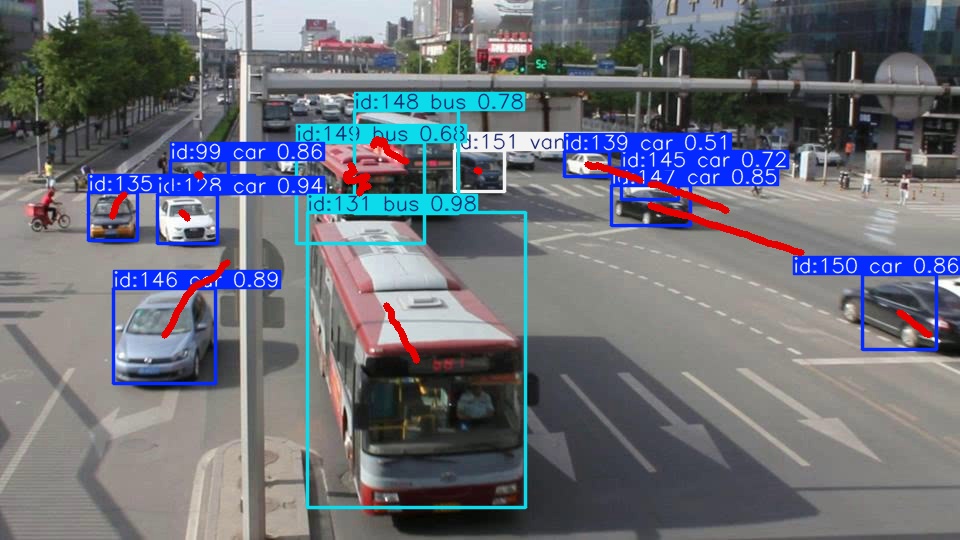 52
id:148 bus 0.78
id:149 bus 0.68
id:151 van
id:139 car 0.51
id:99 car 0.86
id:145 car 0.72
id:135
id:128 car 0.94
id:147 car 0.85
id:131 bus 0.98
id:150 car 0.86
id:146 car 0.89